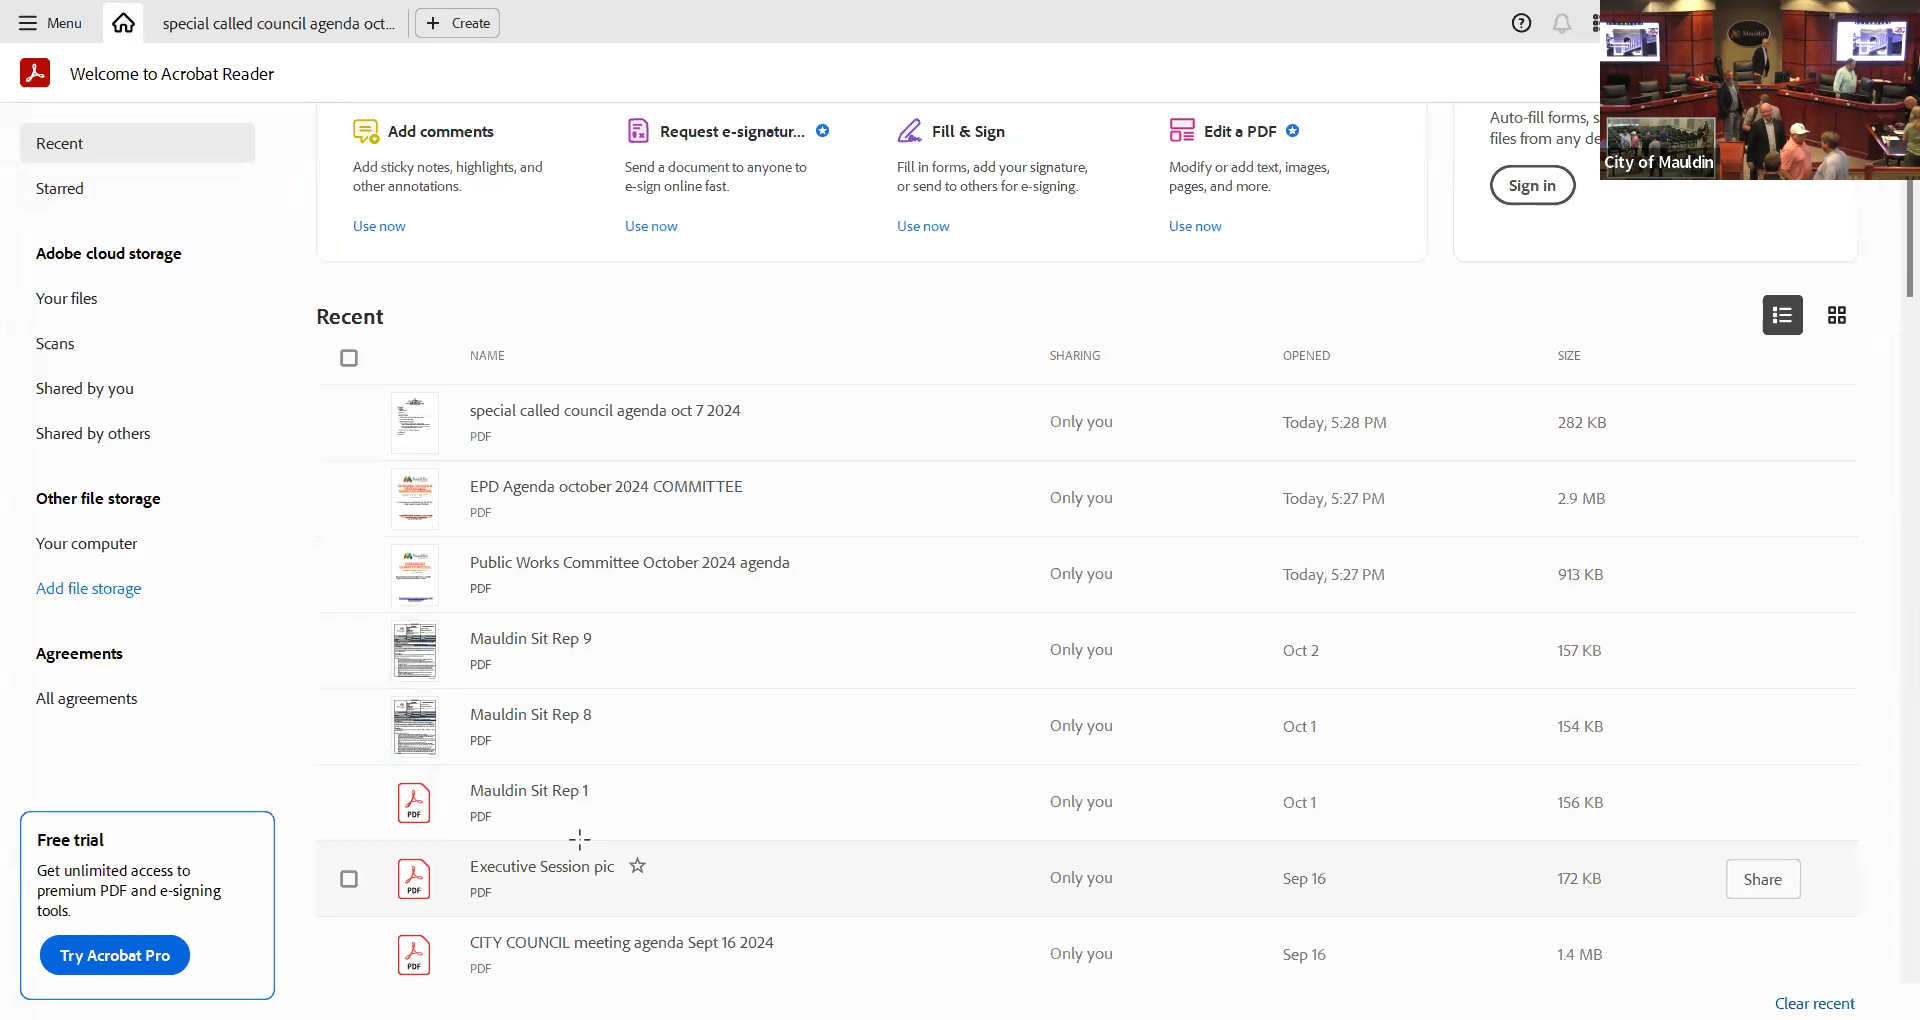 Menu
special called council agenda oct...
Create
Welcome to Acrobat Reader
Mauldin
City of Mauldin
Recent
Starred
Adobe cloud storage
Your files
Scans
Shared by you
Shared by others
Other file storage
Your computer
Add file storage
Agreements
All agreements
Free trial
Get unlimited access to
premium PDF and e-signing
tools.
Try Acrobat Pro
Add comments
Add sticky notes, highlights, and
other annotations.
Use now
Request e-signatur...
Send a document to anyone to
e-sign online fast.
Use now
Fill & Sign
Fill in forms, add your signature,
or send to others for e-signing.
Use now
Edit a PDF
Modify or add text, images,
pages, and more.
Use now
Auto-fill forms,
files from any
Sign in
Recent
NAME SHARING OPENED SIZE
special called council agenda oct 7 2024
PDF
Only you Today, 5:28 PM 282 KB
EPD Agenda october 2024 COMMITTEE
PDF
Only you Today, 5:27 PM 2.9 MB
Public Works Committee October 2024 agenda
PDF
Only you Today, 5:27 PM 913 KB
Mauldin Sit Rep 9
PDF
Only you Oct 2 157 KB
Mauldin Sit Rep 8
PDF
Only you Oct 1 154 KB
Mauldin Sit Rep 1
PDF
PDF
Only you Oct 1 156 KB
Executive Session pic
PDF
PDF
Only you Sep 16 172 KB Share
CITY COUNCIL meeting agenda Sept 16 2024
PDF
PDF
Only you Sep 16 1.4 MB
Clear recent